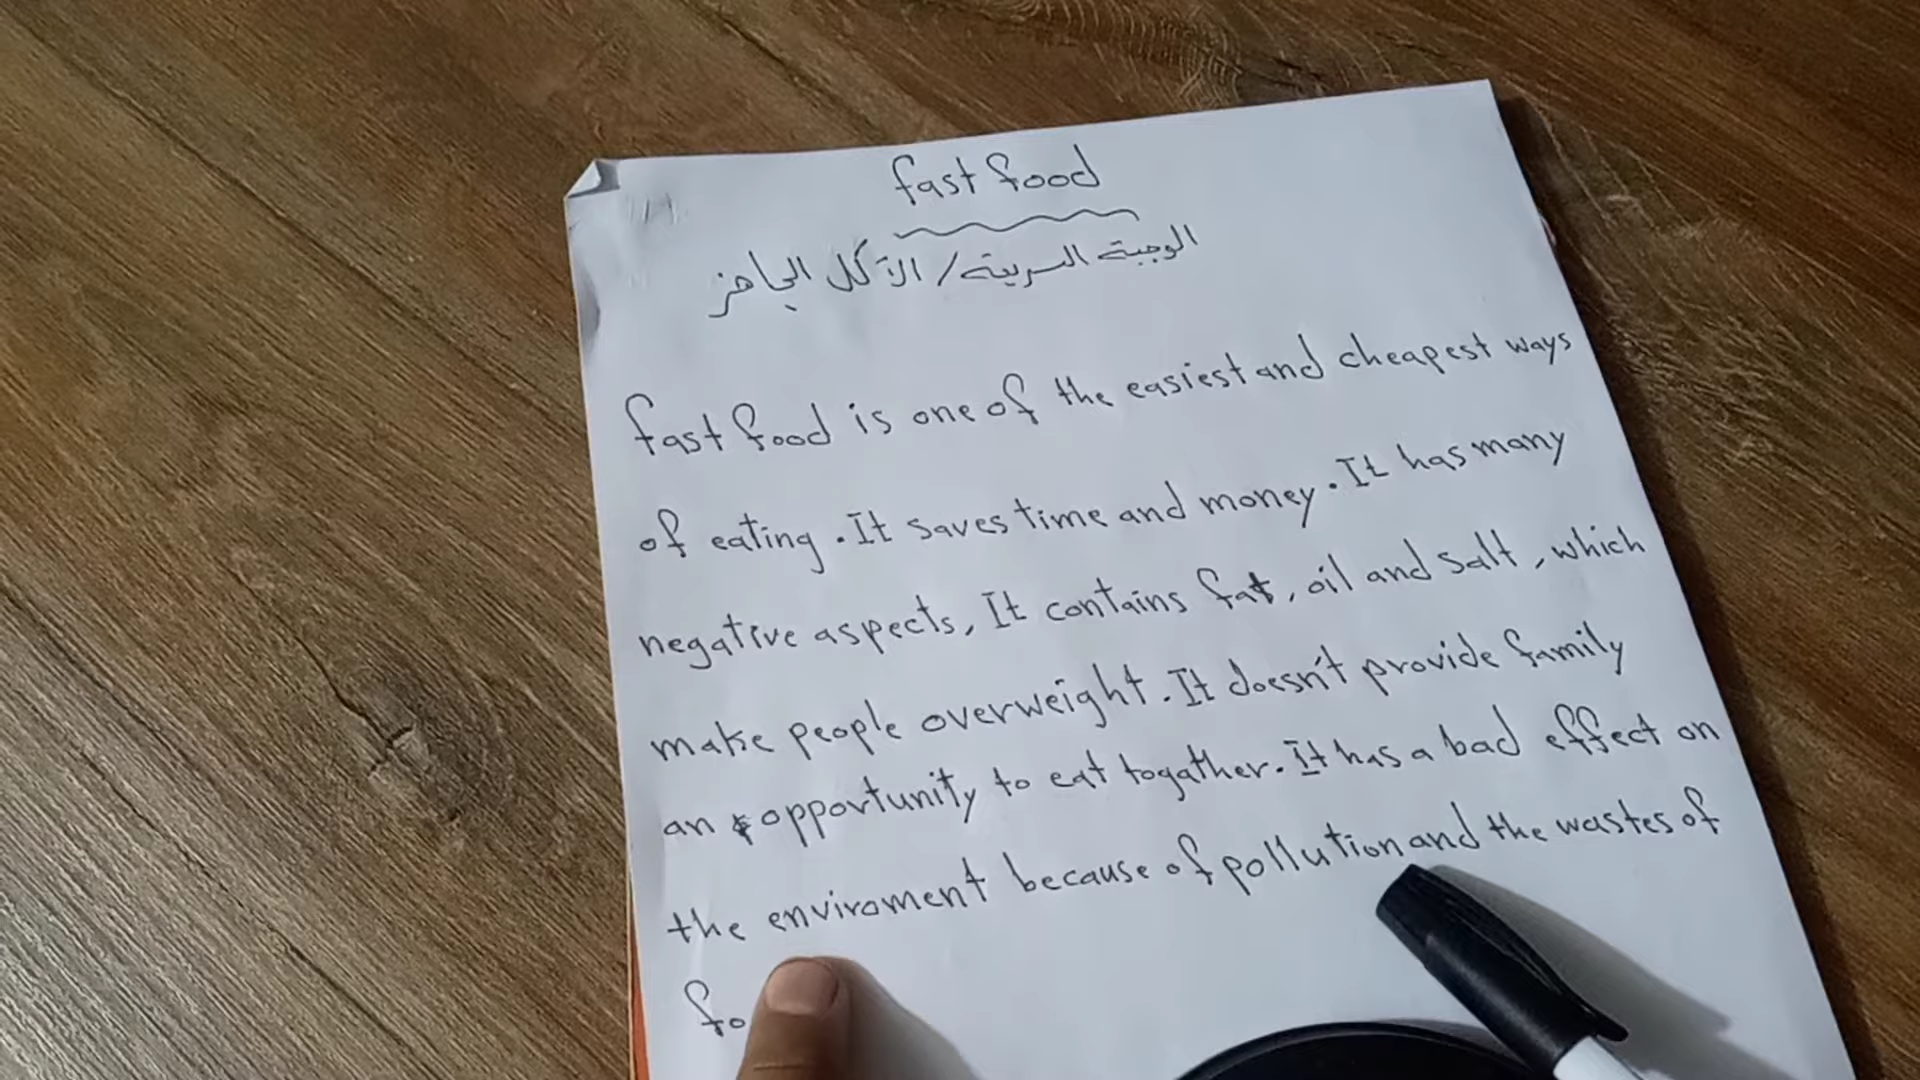 fast food
الوجبة السريعة / الآكل الجاهز
fast food is one of the easiest and cheapest ways
of eating. It saves time and money. It has many
negative aspects, It contains fat, oil and salt, which
make people overweight. It doesn't provide family
an opportunity to eat togather. It has a bad effect on
the enviroment because of pollution and the wastes of